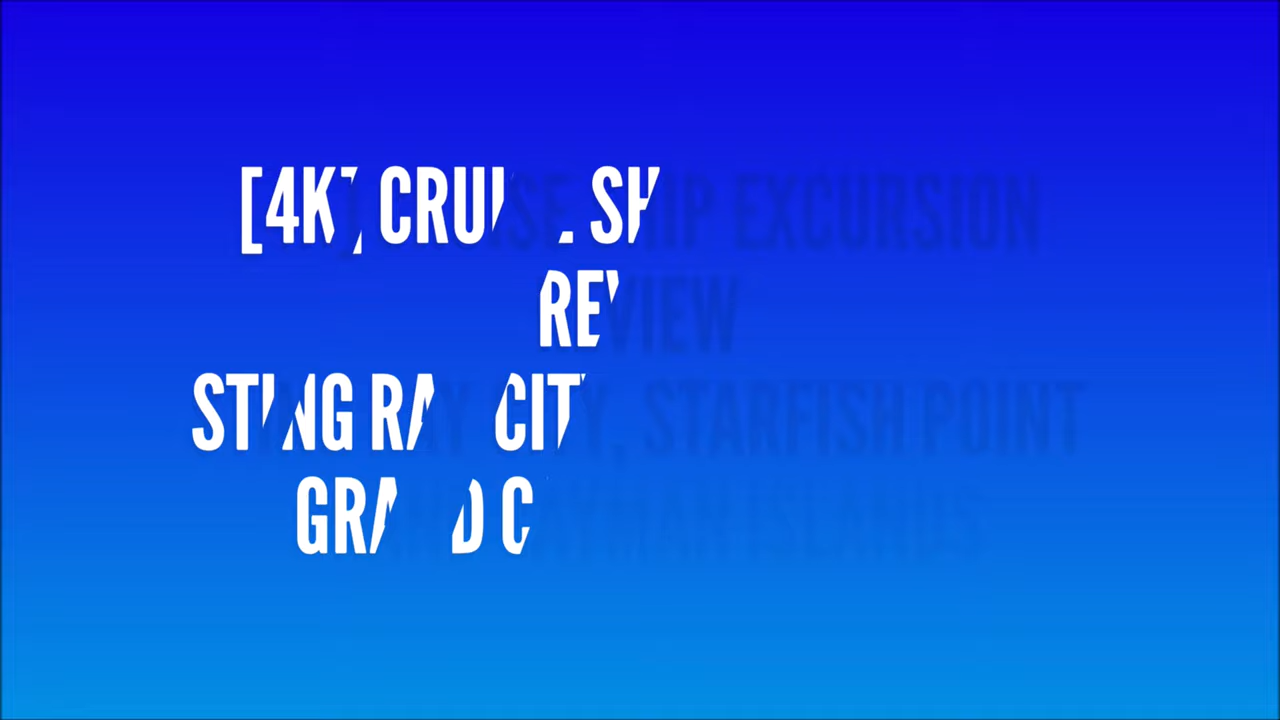 [4K] CRUISE SHIP EXCURSION
REVIEW
STING RAY CITY, STARFISH POINT
GRAND CAYMAN ISLANDS